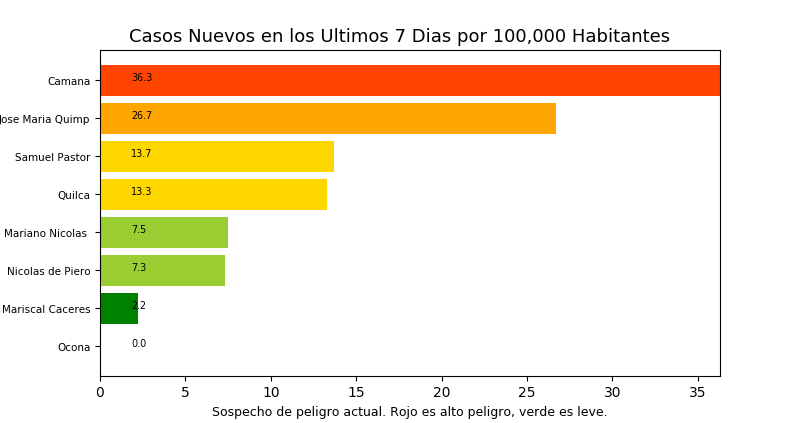 Casos Nuevos en los Ultimos 7 Dias por 100,000 Habitantes
Camana 36.3
Jose Maria Quimp 26.7
Samuel Pastor 13.7
Quilca 13.3
Mariano Nicolas 7.5
Nicolas de Piero 7.3
Mariscal Caceres 2.2
Ocona 0.0
0 5 10 15 20 25 30 35
Sospecho de peligro actual. Rojo es alto peligro, verde es leve.